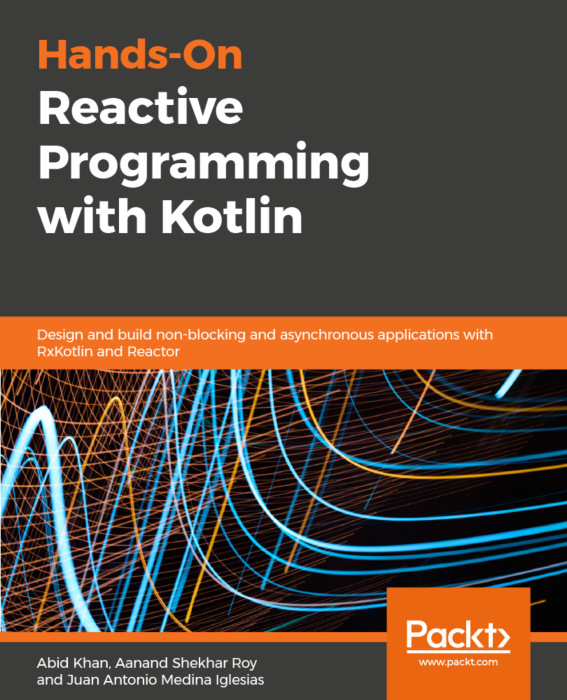 Hands-On
Reactive
Programming
with Kotlin
Design and build non-blocking and asynchronous applications with
RxKotlin and Reactor
Packt>
www.packt.com
Abid Khan, Aanand Shekhar Roy
and Juan Antonio Medina Iglesias